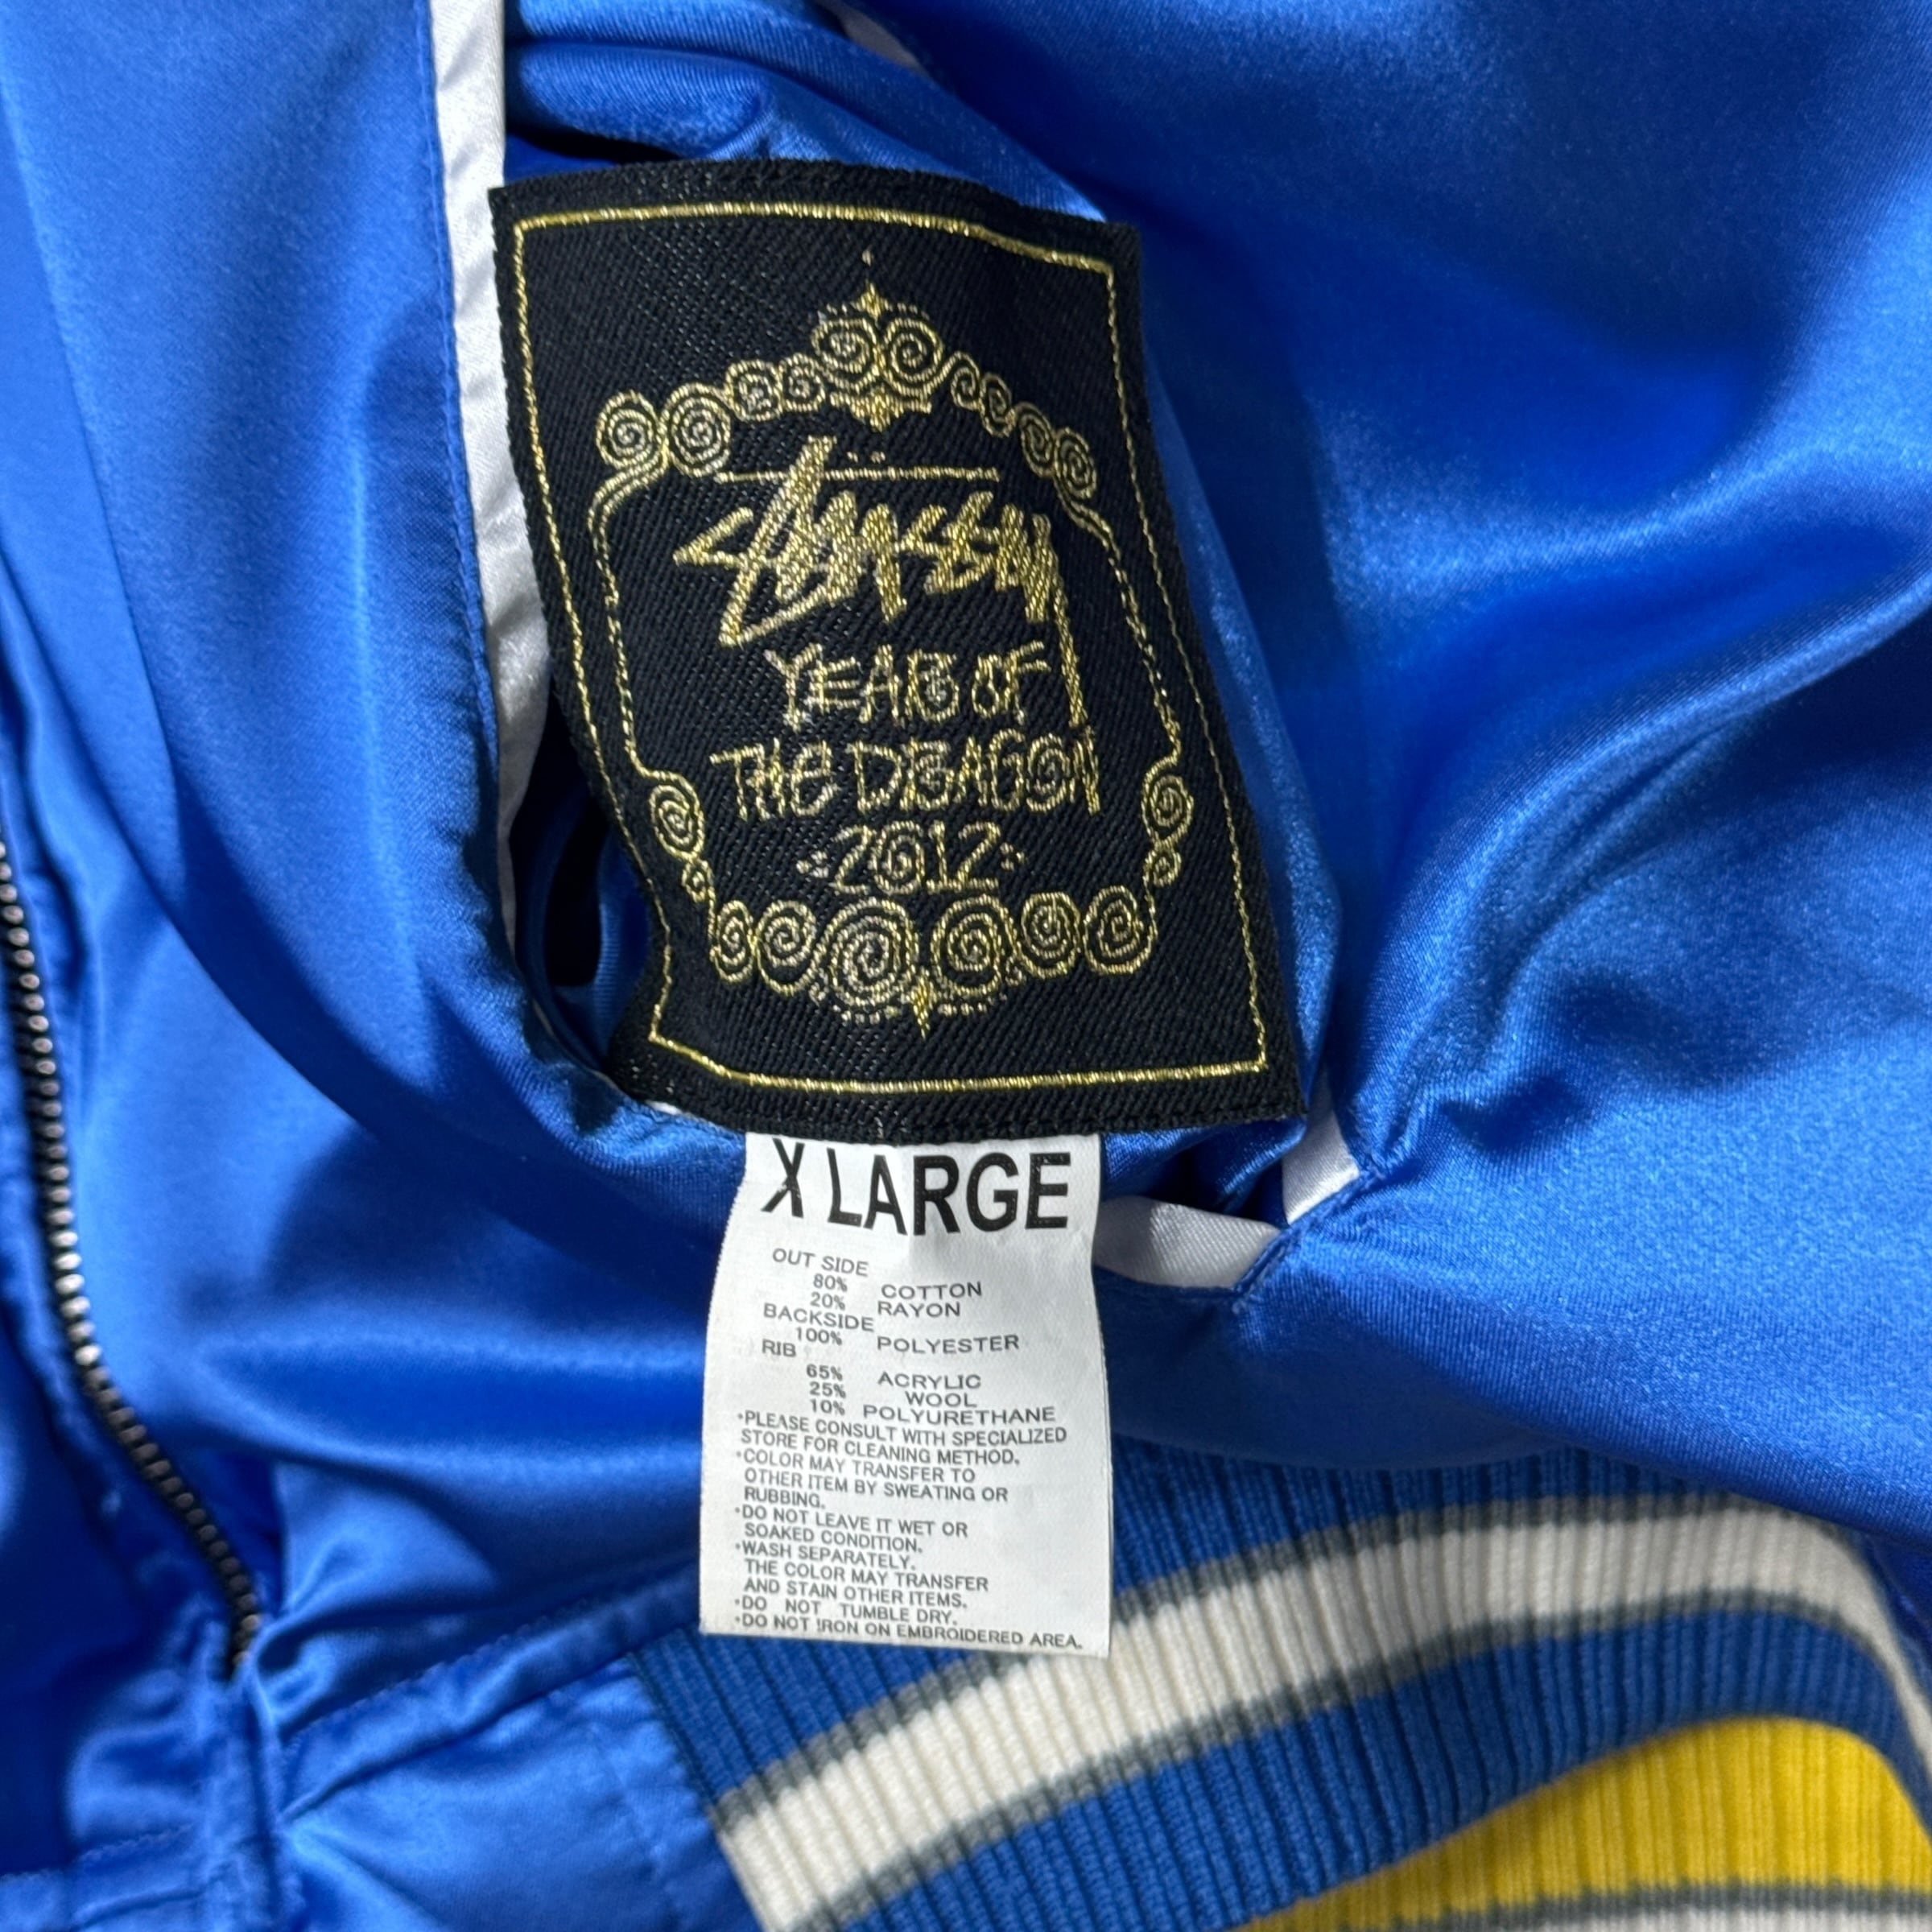 Stüssy
YEAR OF
THE DRAGON
2012
X LARGE
OUT SIDE
80% COTTON
20% RAYON
BACKSIDE
100% POLYESTER
RIB
65% ACRYLIC
25% WOOL
10% POLYURETHANE
•PLEASE CONSULT WITH SPECIALIZED
STORE FOR CLEANING METHOD.
•COLOR MAY TRANSFER TO
OTHER ITEM BY SWEATING OR
RUBBING.
•DO NOT LEAVE IT WET OR
SOAKED CONDITION.
•WASH SEPARATELY.
THE COLOR MAY TRANSFER
AND STAIN OTHER ITEMS.
•DO NOT TUMBLE DRY.
•DO NOT IRON ON EMBROIDERED AREA.